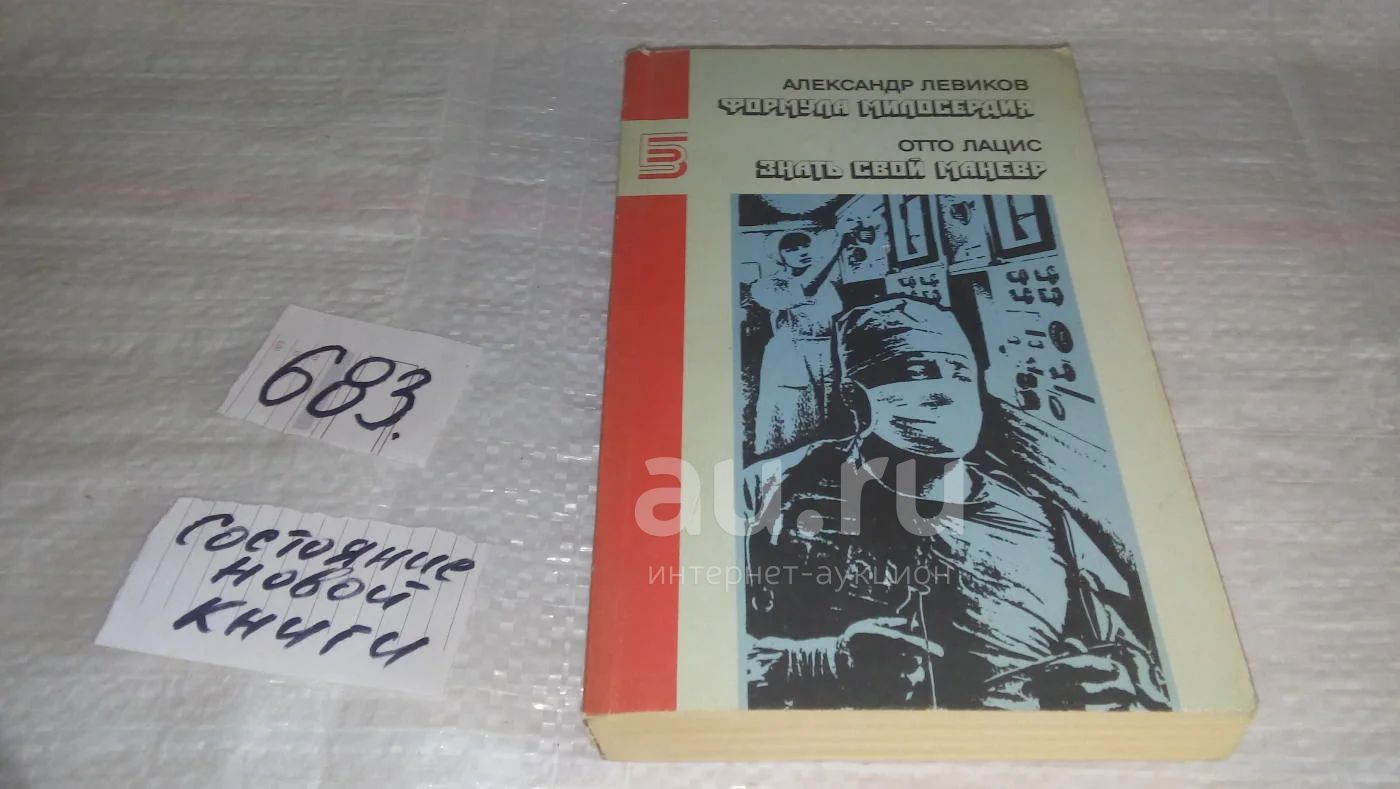 683.
состояние
новой
книги
АЛЕКСАНДР ЛЕВИКОВ
ФОРМУЛА МИЛОСЕРДИЯ
ОТТО ЛАЦИС
ЗНАТЬ СВОЙ МАНЕВР
Б
au.ru
интернет-аукцион